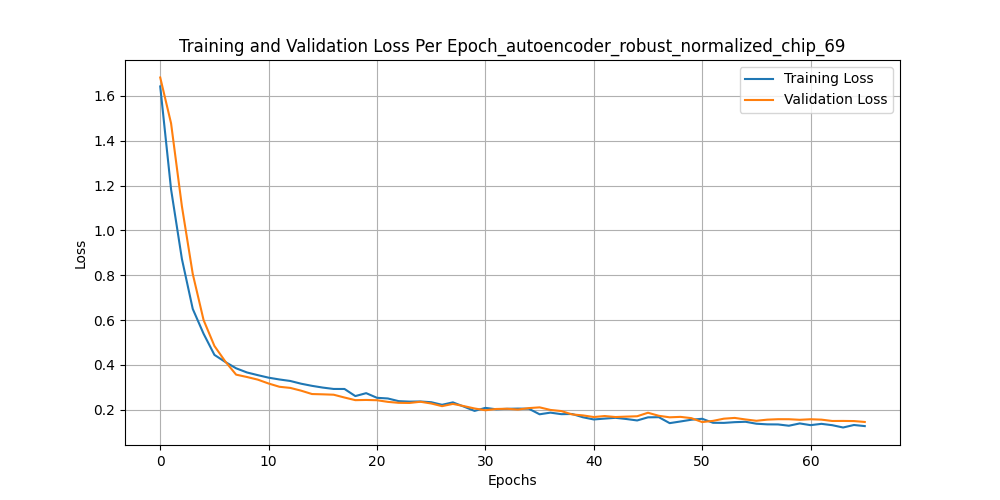 Training and Validation Loss Per Epoch_autoencoder_robust_normalized_chip_69
Training Loss
Validation Loss
1.6
1.4
1.2
1.0
0.8
0.6
0.4
0.2
Loss
0 10 20 30 40 50 60
Epochs